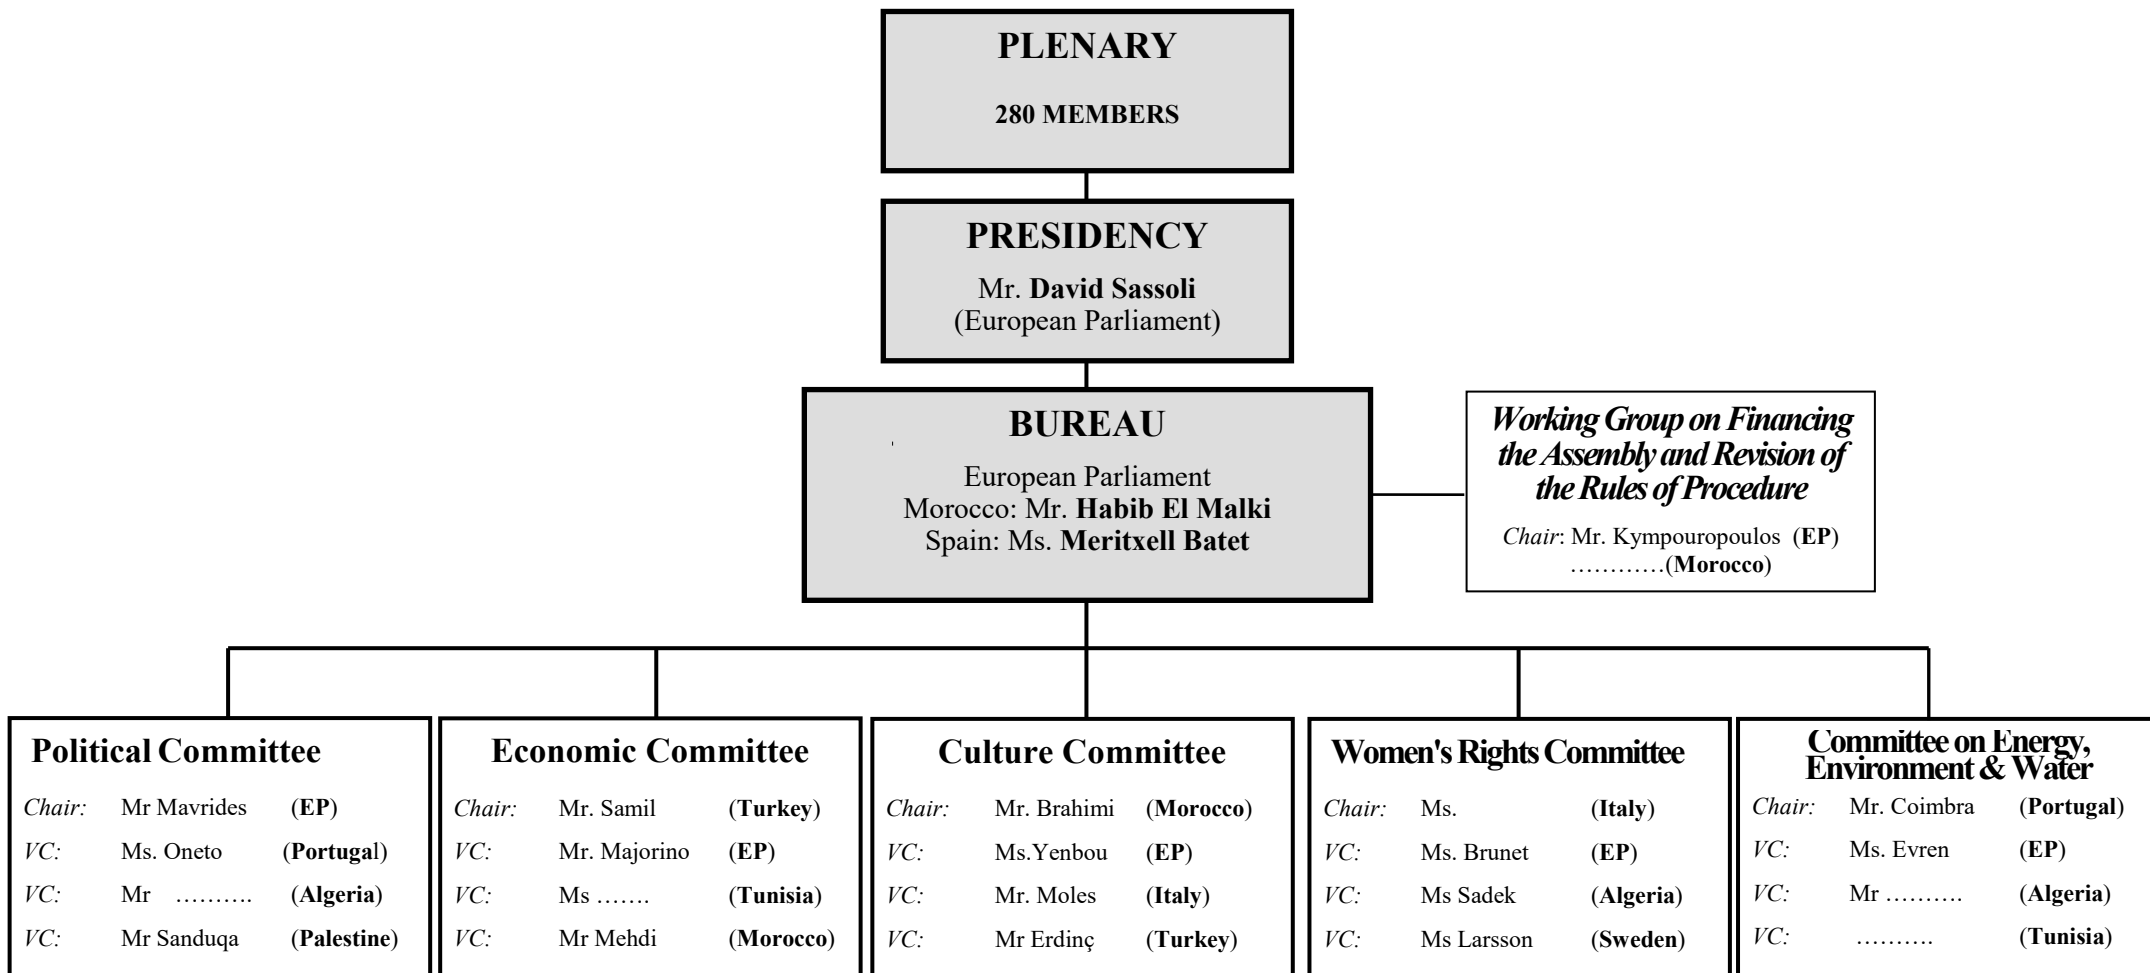 PLENARY
280 MEMBERS
PRESIDENCY
Mr. David Sassoli
(European Parliament)
BUREAU
European Parliament
Morocco: Mr. Habib El Malki
Spain: Ms. Meritxell Batet
Working Group on Financing
the Assembly and Revision of
the Rules of Procedure
Chair: Mr. Kympouropoulos (EP)
…………(Morocco)
Political Committee
Chair: Mr Mavrides (EP)
VC: Ms. Oneto (Portugal)
VC: Mr ………. (Algeria)
VC: Mr Sanduqa (Palestine)
Economic Committee
Chair: Mr. Samil (Turkey)
VC: Mr. Majorino (EP)
VC: Ms ……. (Tunisia)
VC: Mr Mehdi (Morocco)
Culture Committee
Chair: Mr. Brahimi (Morocco)
VC: Ms.Yenbou (EP)
VC: Mr. Moles (Italy)
VC: Mr Erdinç (Turkey)
Women's Rights Committee
Chair: Ms. (Italy)
VC: Ms. Brunet (EP)
VC: Ms Sadek (Algeria)
VC: Ms Larsson (Sweden)
Committee on Energy,
Environment & Water
Chair: Mr. Coimbra (Portugal)
VC: Ms. Evren (EP)
VC: Mr ………. (Algeria)
VC: ………. (Tunisia)